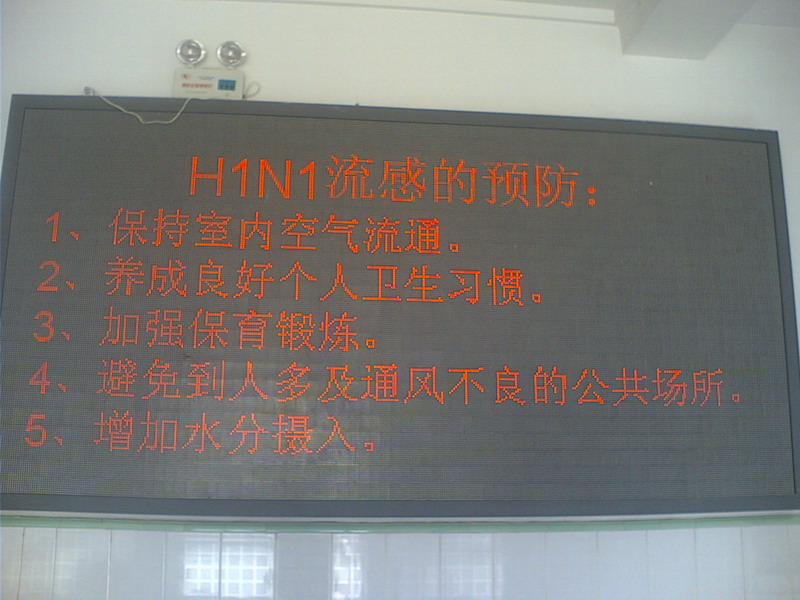 H1N1流感的预防：
1、保持室内空气流通。
2、养成良好个人卫生习惯。
3、加强保育锻炼。
4、避免到人多及通风不良的公共场所。
5、增加水分摄入。